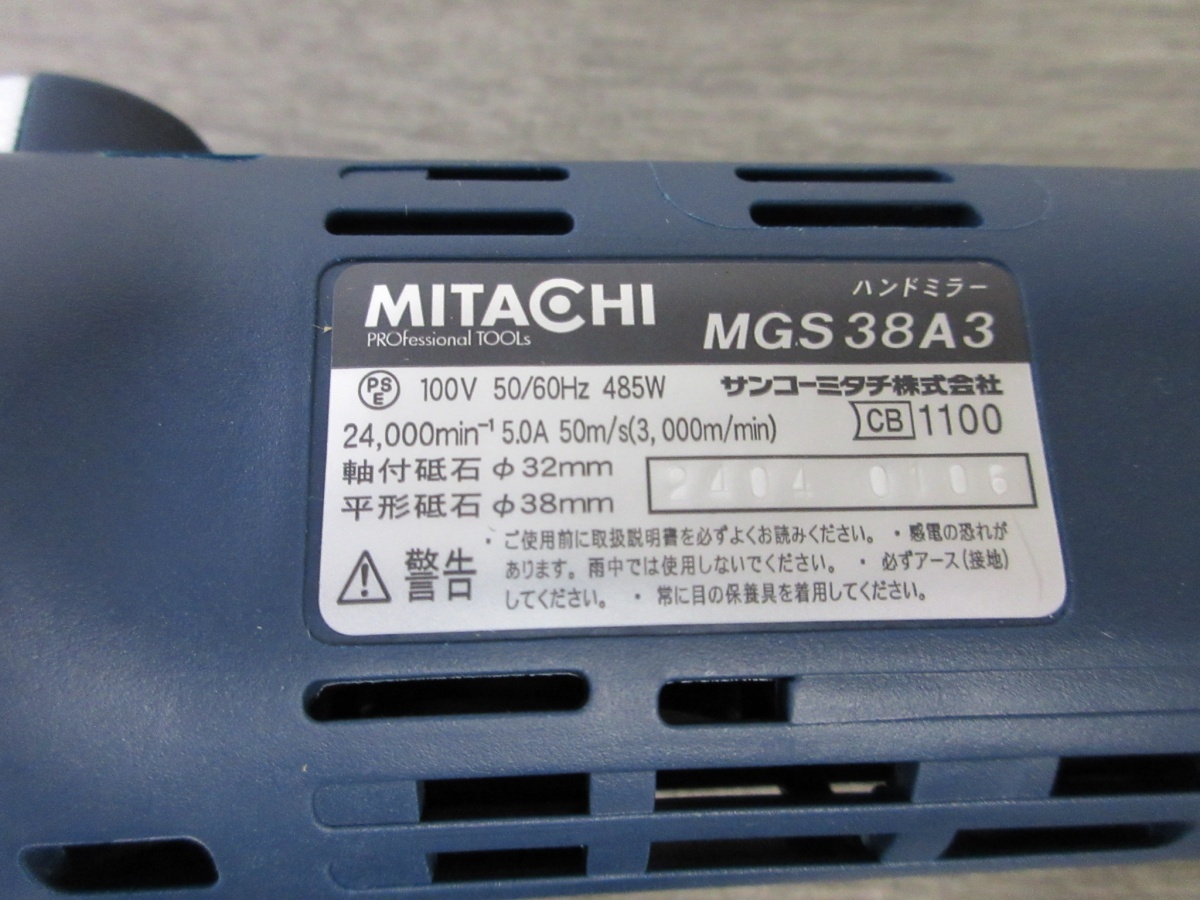 MITACHI
PROfessional TOOLs
ハンドミラー
MGS38A3
PSE 100V 50/60Hz 485W
サンコーミタチ株式会社
24,000min⁻¹ 5.0A 50m/s(3,000m/min)
CB 1100
軸付砥石 φ32mm
平形砥石 φ38mm
2404 0106
警告
・ご使用前に取扱説明書を必ずよくお読みください。・感電の恐れが
あります。雨中では使用しないでください。・必ずアース(接地)
してください。・常に目の保養具を着用してください。